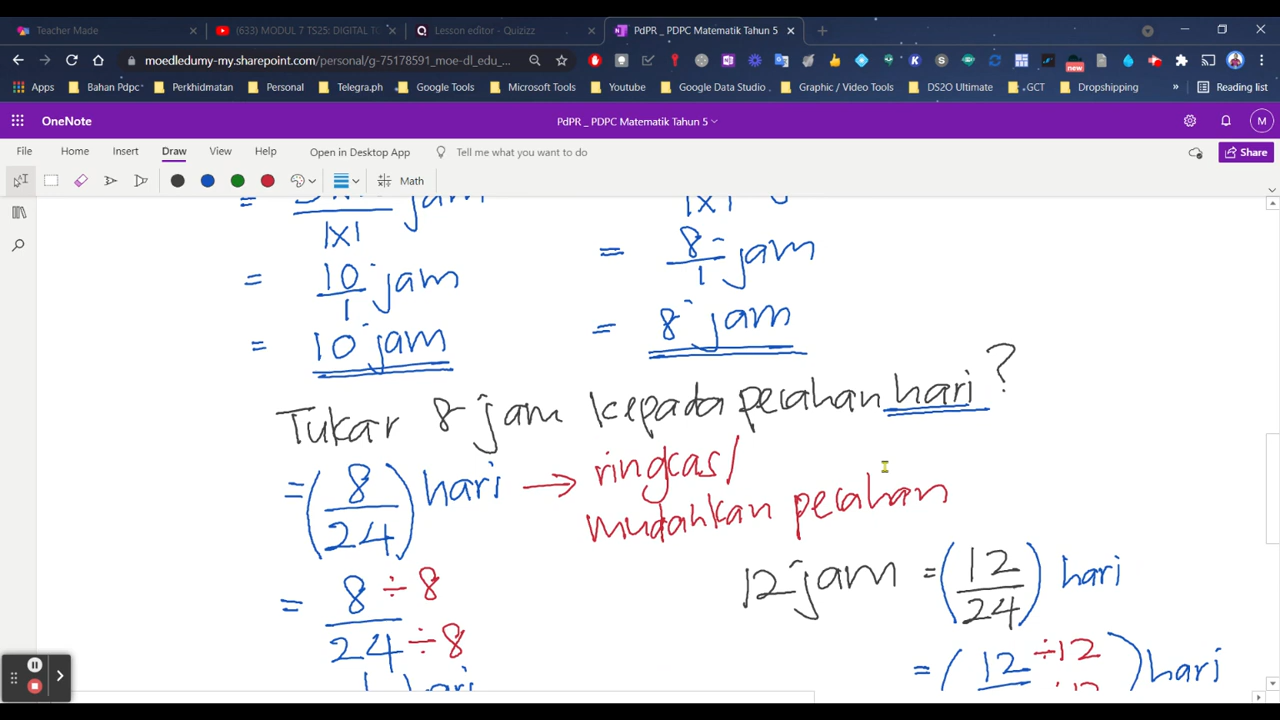 Teacher Made
(633) MODUL 7 TS25: DIGITAL T
Lesson editor - Quizizz
PdPR _ PDPC Matematik Tahun 5
moedledumy-my.sharepoint.com/personal/g-75178591_moe-dl_edu_...
new
Apps
Bahan Pdpc
Perkhidmatan
Personal
Telegra.ph
Google Tools
Microsoft Tools
Youtube
Google Data Studio
Graphic / Video Tools
DS2O Ultimate
GCT
Dropshipping
»
Reading list
OneNote
PdPR _ PDPC Matematik Tahun 5
M
File
Home
Insert
Draw
View
Help
Open in Desktop App
Tell me what you want to do
Share
Math
= jam
1x1
= 10/1 jam
= 10 jam
1x1
= 8/1 jam
= 8 jam
Tukar 8 jam kepada pecahan hari?
= (8/24) hari → ringkas/
mudahkan pecahan
= 8 ÷ 8
24 ÷ 8
hari
12 jam = (12/24) hari
= (12 ÷12) hari